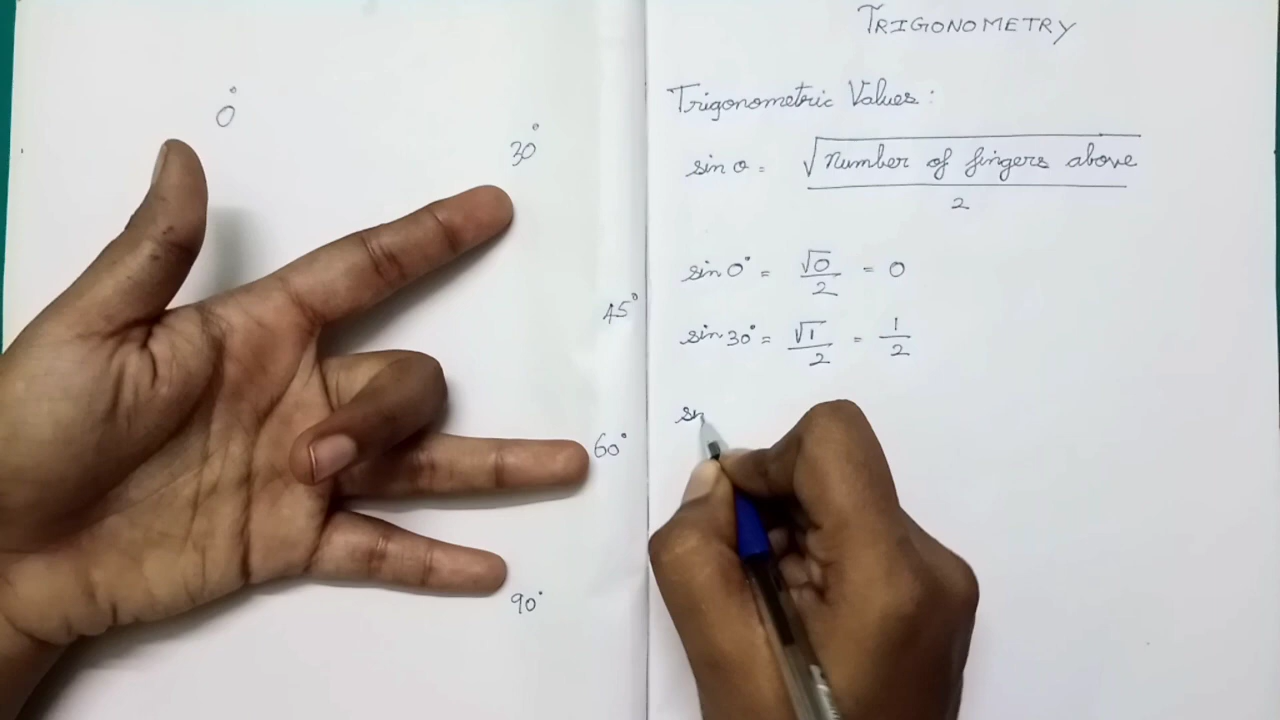 TRIGONOMETRY
Trigonometric Values:
sin θ = √Number of fingers above / 2
sin 0° = √0 / 2 = 0
sin 30° = √1 / 2 = 1 / 2
sin
0°
30°
45°
60°
90°